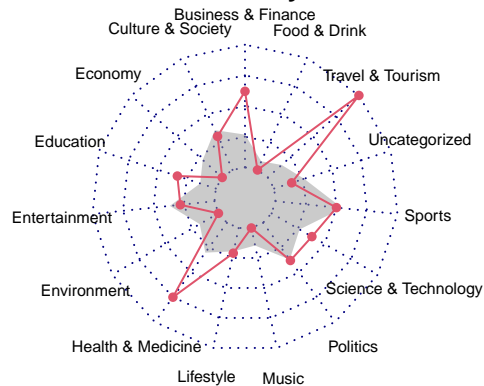 Business & Finance
Culture & Society
Food & Drink
Economy
Travel & Tourism
Education
Uncategorized
Entertainment
Sports
Environment
Science & Technology
Health & Medicine
Politics
Lifestyle
Music